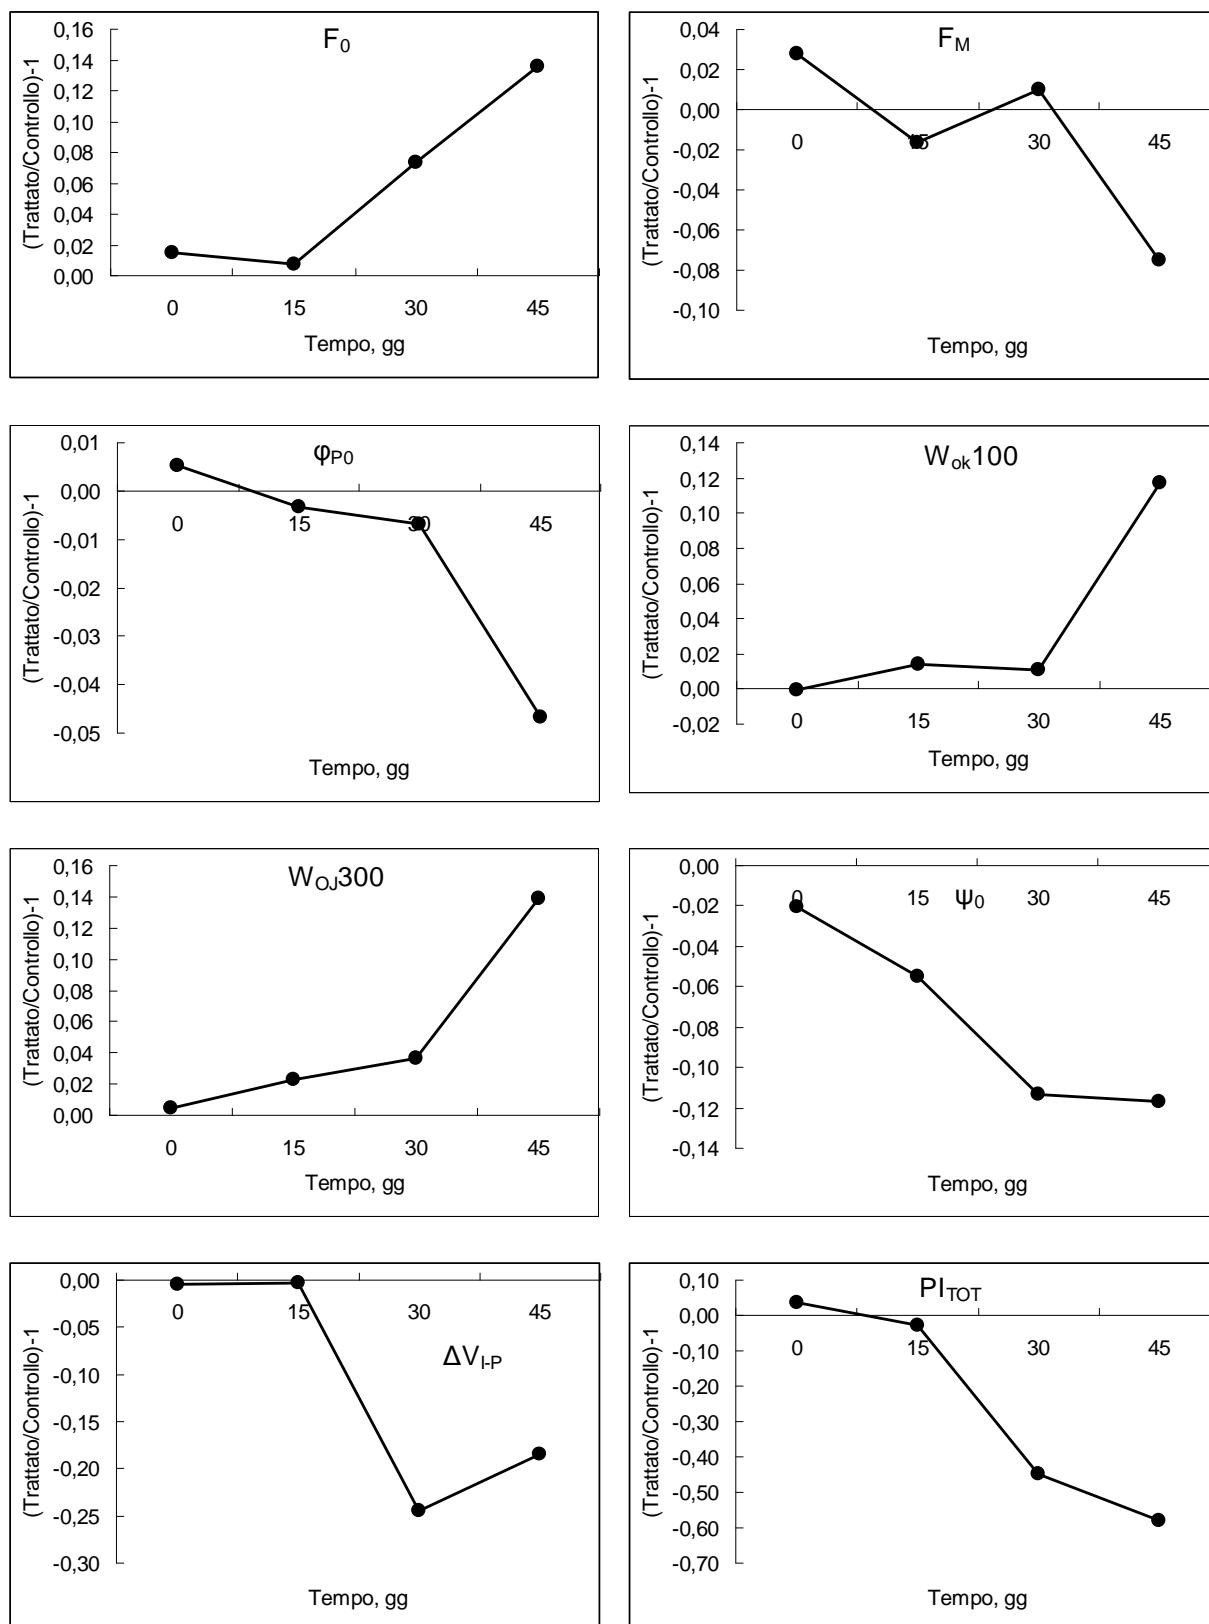 F0
(Trattato/Controllo)-1
0,16
0,14
0,12
0,10
0,08
0,06
0,04
0,02
0,00
0 15 30 45
Tempo, gg
FM
(Trattato/Controllo)-1
0,04
0,02
0,00
-0,02
-0,04
-0,06
-0,08
-0,10
0 15 30 45
Tempo, gg
φP0
(Trattato/Controllo)-1
0,01
0,00
-0,01
-0,02
-0,03
-0,04
-0,05
0 15 30 45
Tempo, gg
Wok100
(Trattato/Controllo)-1
0,14
0,12
0,10
0,08
0,06
0,04
0,02
0,00
-0,02
0 15 30 45
Tempo, gg
WOJ300
(Trattato/Controllo)-1
0,16
0,14
0,12
0,10
0,08
0,06
0,04
0,02
0,00
0 15 30 45
Tempo, gg
ψ0
(Trattato/Controllo)-1
0,00
-0,02
-0,04
-0,06
-0,08
-0,10
-0,12
-0,14
0 15 30 45
Tempo, gg
ΔVI-P
(Trattato/Controllo)-1
0,00
-0,05
-0,10
-0,15
-0,20
-0,25
-0,30
0 15 30 45
Tempo, gg
PITOT
(Trattato/Controllo)-1
0,10
0,00
-0,10
-0,20
-0,30
-0,40
-0,50
-0,60
-0,70
0 15 30 45
Tempo, gg